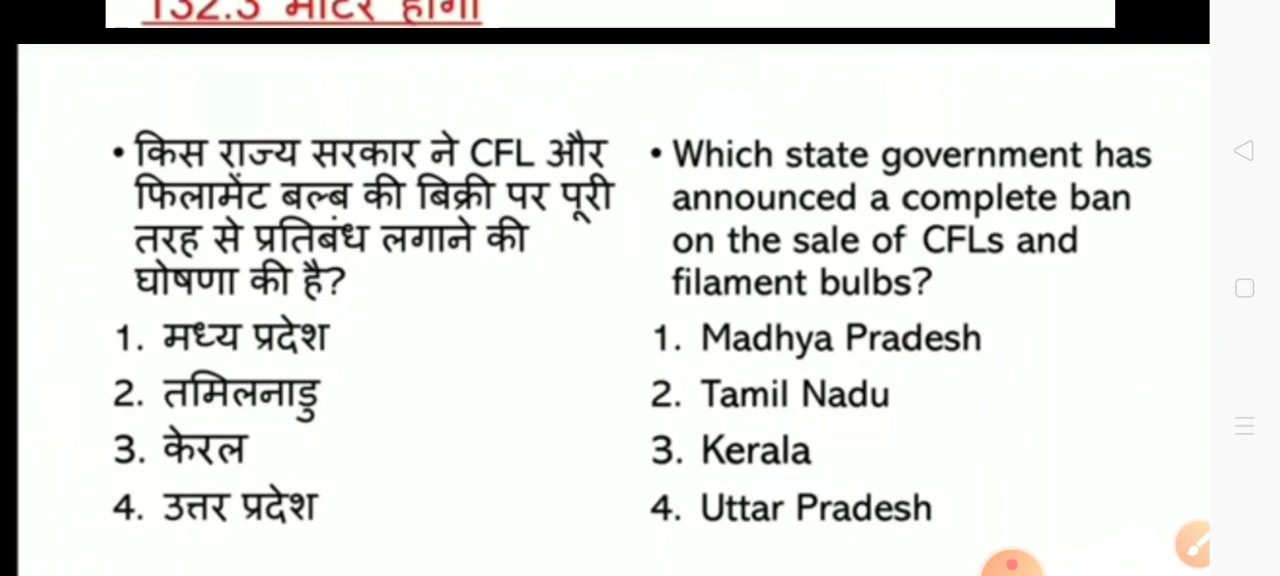 132.3 मीटर होगा
• किस राज्य सरकार ने CFL और
फिलामेंट बल्ब की बिक्री पर पूरी
तरह से प्रतिबंध लगाने की
घोषणा की है?
1. मध्य प्रदेश
2. तमिलनाडु
3. केरल
4. उत्तर प्रदेश
• Which state government has
announced a complete ban
on the sale of CFLs and
filament bulbs?
1. Madhya Pradesh
2. Tamil Nadu
3. Kerala
4. Uttar Pradesh